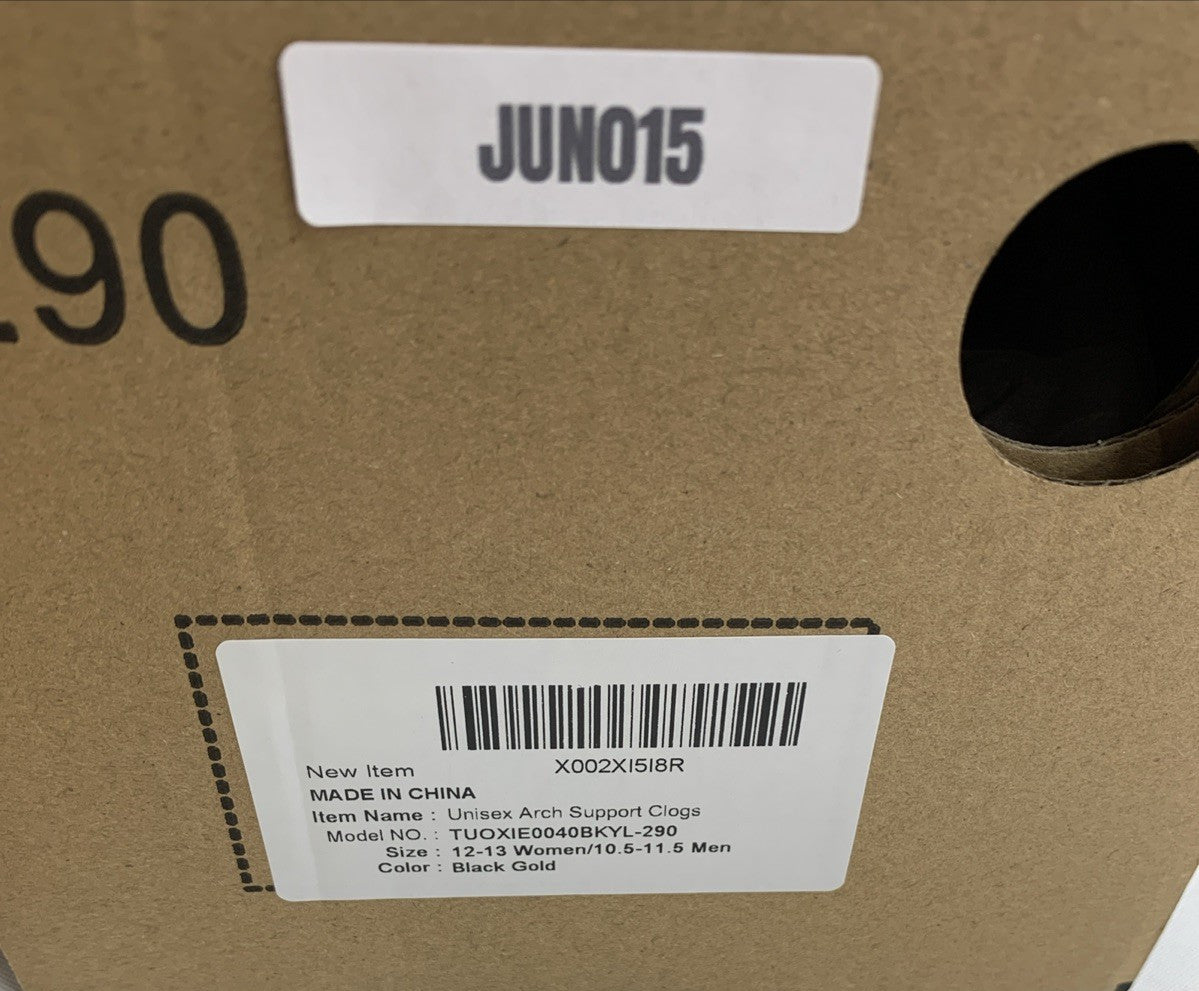 JUN015
290
X002XI5I8R
New Item
MADE IN CHINA
Item Name : Unisex Arch Support Clogs
Model NO. : TUOXIE0040BKYL-290
Size : 12-13 Women/10.5-11.5 Men
Color : Black Gold